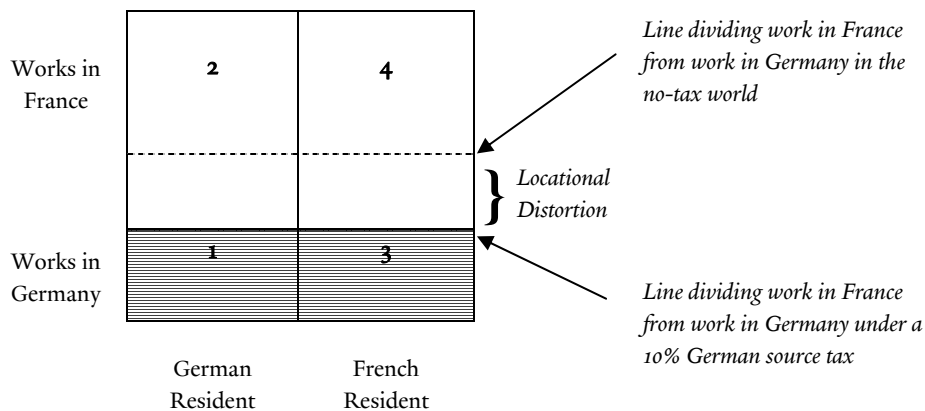 Works in
France
2
4
Line dividing work in France
from work in Germany in the
no-tax world
}
Locational
Distortion
Works in
Germany
1
3
Line dividing work in France
from work in Germany under a
10% German source tax
German
Resident
French
Resident